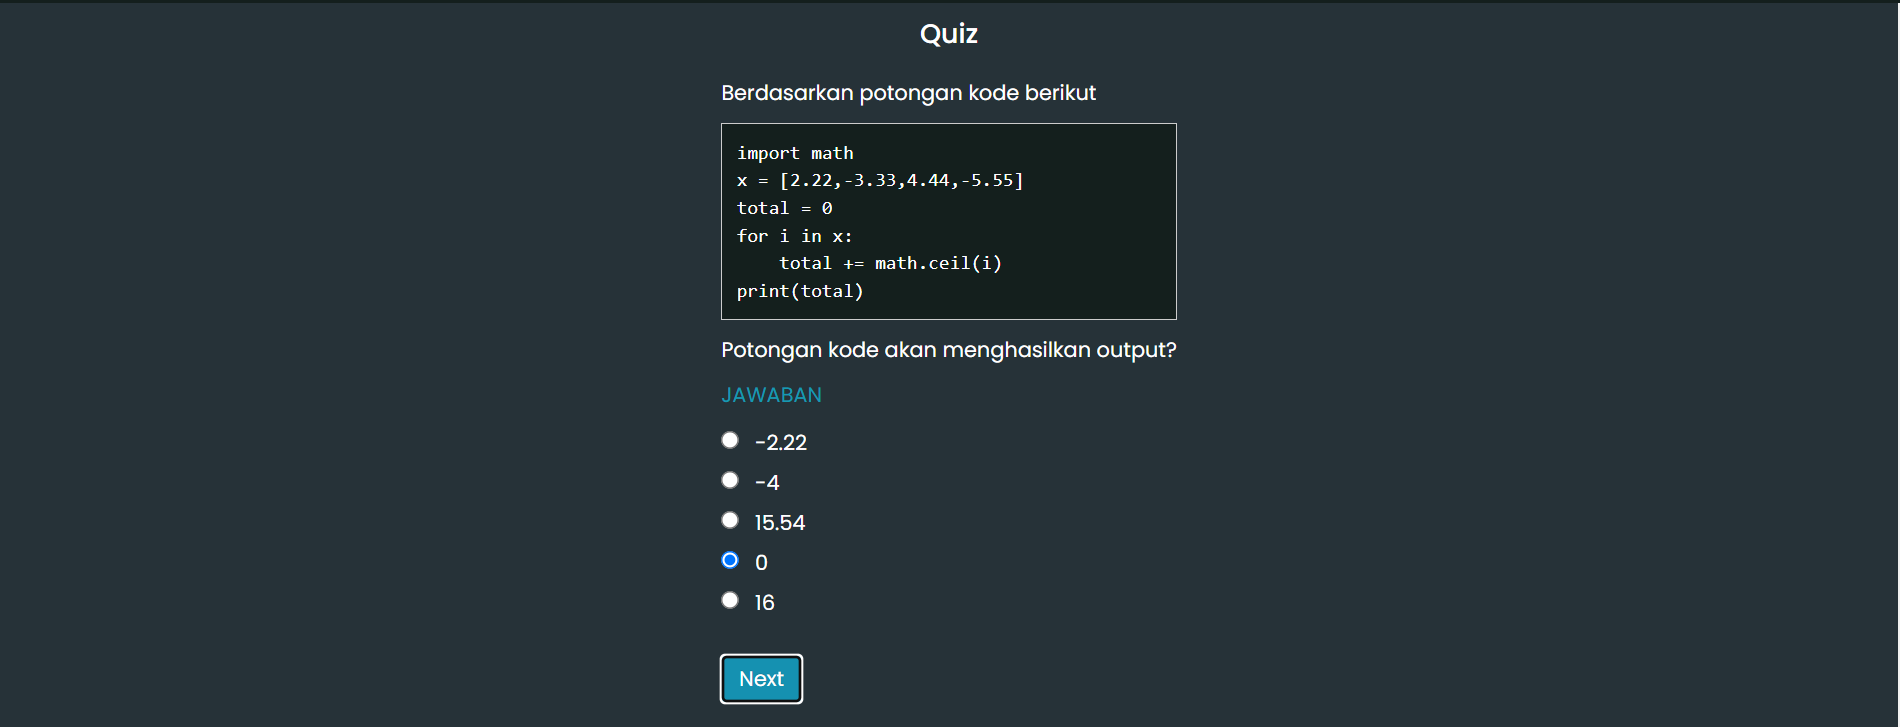 Quiz
Berdasarkan potongan kode berikut
import math
x = [2.22,-3.33,4.44,-5.55]
total = 0
for i in x:
    total += math.ceil(i)
print(total)
Potongan kode akan menghasilkan output?
JAWABAN
-2.22
-4
15.54
0
16
Next